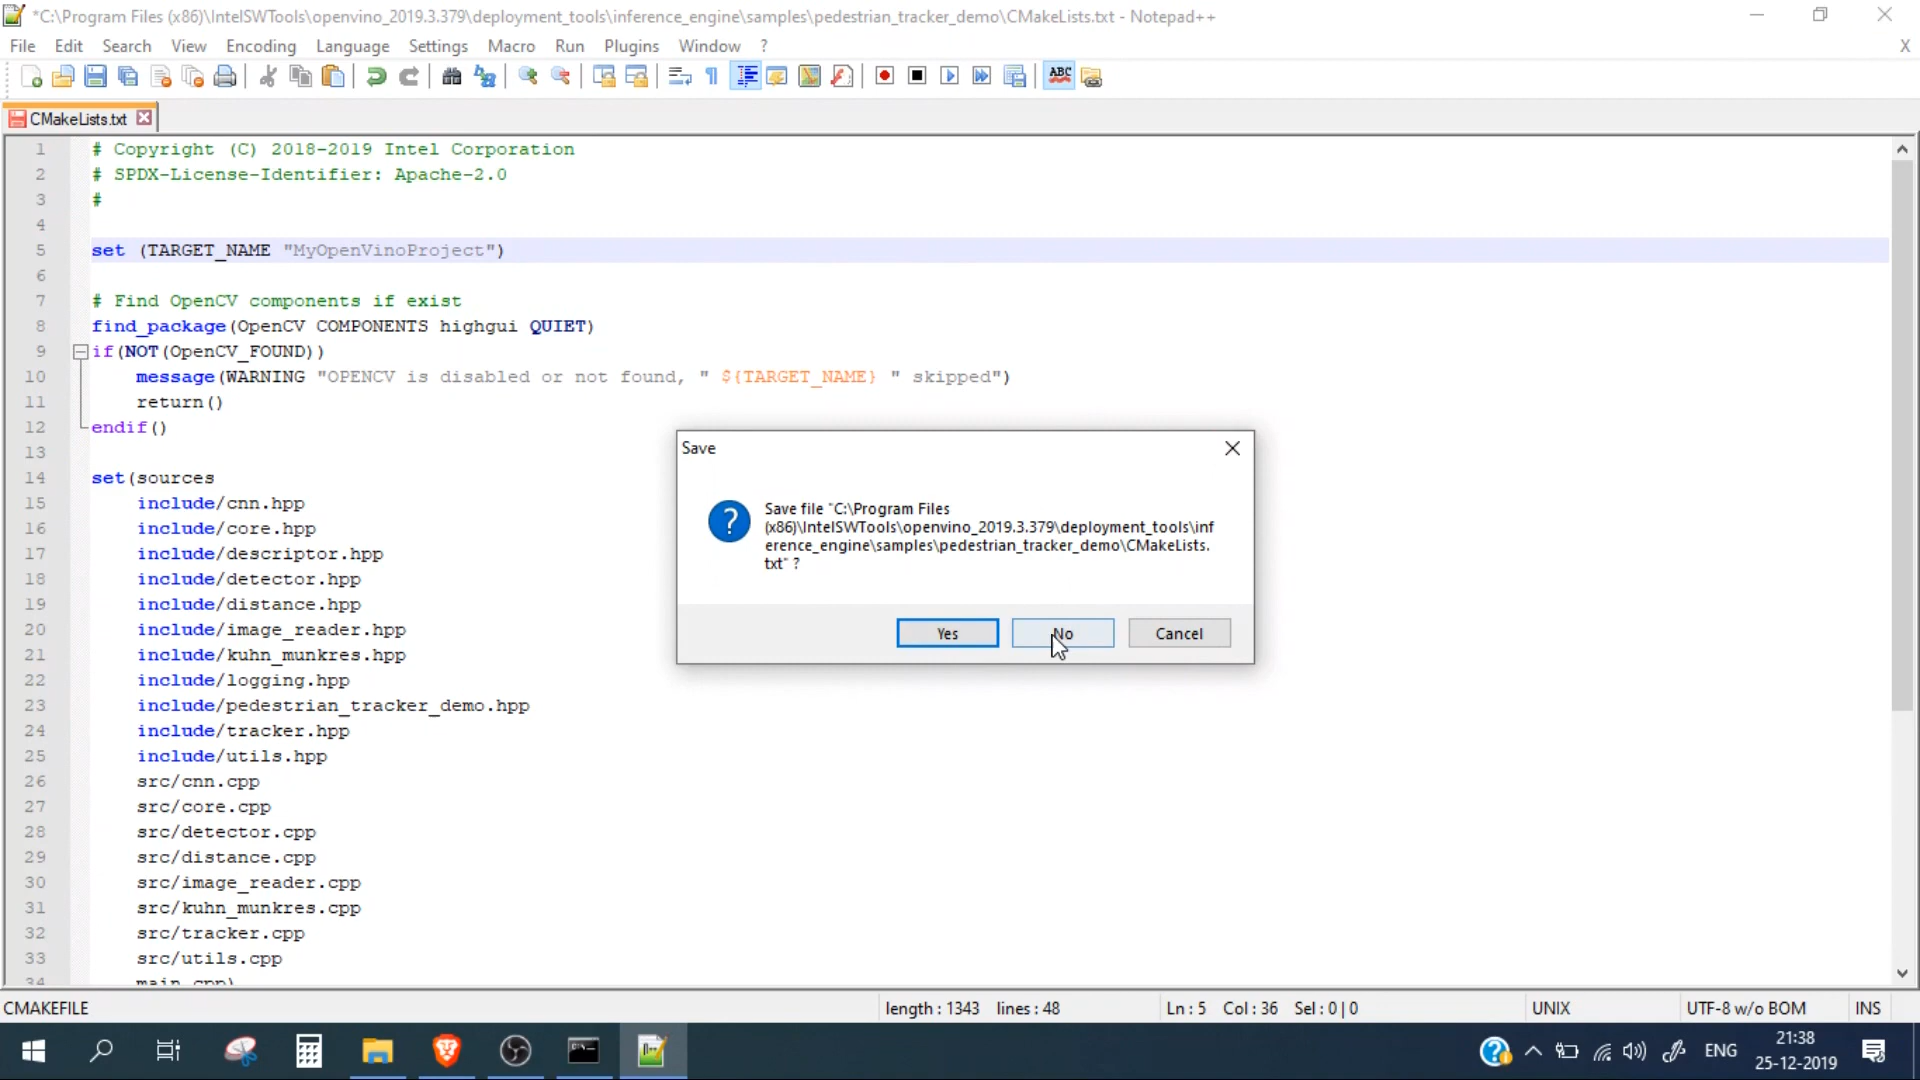 *C:\Program Files (x86)\IntelSWTools\openvino_2019.3.379\deployment_tools\inference_engine\samples\pedestrian_tracker_demo\CMakeLists.txt - Notepad++
File Edit Search View Encoding Language Settings Macro Run Plugins Window ? X
CMakeLists.txt
1 # Copyright (C) 2018-2019 Intel Corporation
2 # SPDX-License-Identifier: Apache-2.0
3 #
4
5 set (TARGET_NAME "MyOpenVinoProject")
6
7 # Find OpenCV components if exist
8 find_package(OpenCV COMPONENTS highgui QUIET)
9 if(NOT(OpenCV_FOUND))
10 message(WARNING "OPENCV is disabled or not found, " ${TARGET_NAME} " skipped")
11 return()
12 endif()
13
14 set(sources
15 include/cnn.hpp
16 include/core.hpp
17 include/descriptor.hpp
18 include/detector.hpp
19 include/distance.hpp
20 include/image_reader.hpp
21 include/kuhn_munkres.hpp
22 include/logging.hpp
23 include/pedestrian_tracker_demo.hpp
24 include/tracker.hpp
25 include/utils.hpp
26 src/cnn.cpp
27 src/core.cpp
28 src/detector.cpp
29 src/distance.cpp
30 src/image_reader.cpp
31 src/kuhn_munkres.cpp
32 src/tracker.cpp
33 src/utils.cpp
34 main.cpp)
Save
Save file "C:\Program Files
(x86)\IntelSWTools\openvino_2019.3.379\deployment_tools\inf
erence_engine\samples\pedestrian_tracker_demo\CMakeLists.
txt" ?
Yes No Cancel
CMAKEFILE length : 1343 lines : 48 Ln : 5 Col : 36 Sel : 0 | 0 UNIX UTF-8 w/o BOM INS
ENG
21:38
25-12-2019